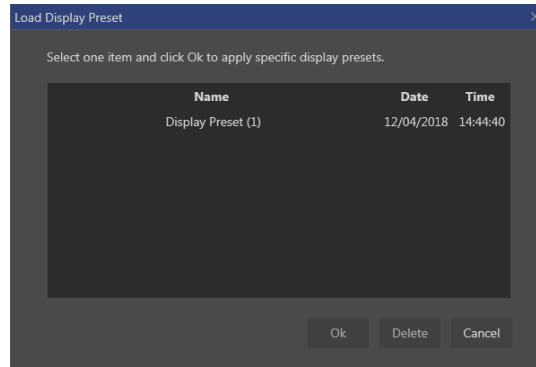 Load Display Preset
Select one item and click Ok to apply specific display presets.
Name Date Time
Display Preset (1) 12/04/2018 14:44:40
Ok Delete Cancel